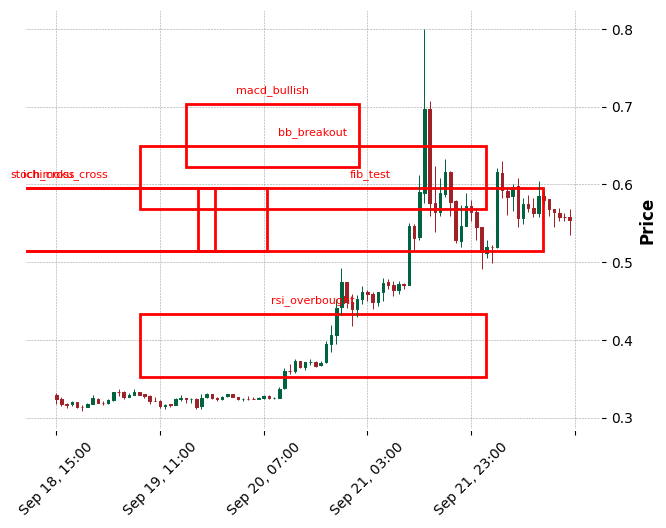 0.8
macd_bullish
0.7
bb_breakout
fib_test
0.6
Price
0.5
rsi_overbought
0.4
0.3
Sep 18, 15:00
Sep 19, 11:00
Sep 20, 07:00
Sep 21, 03:00
Sep 21, 23:00